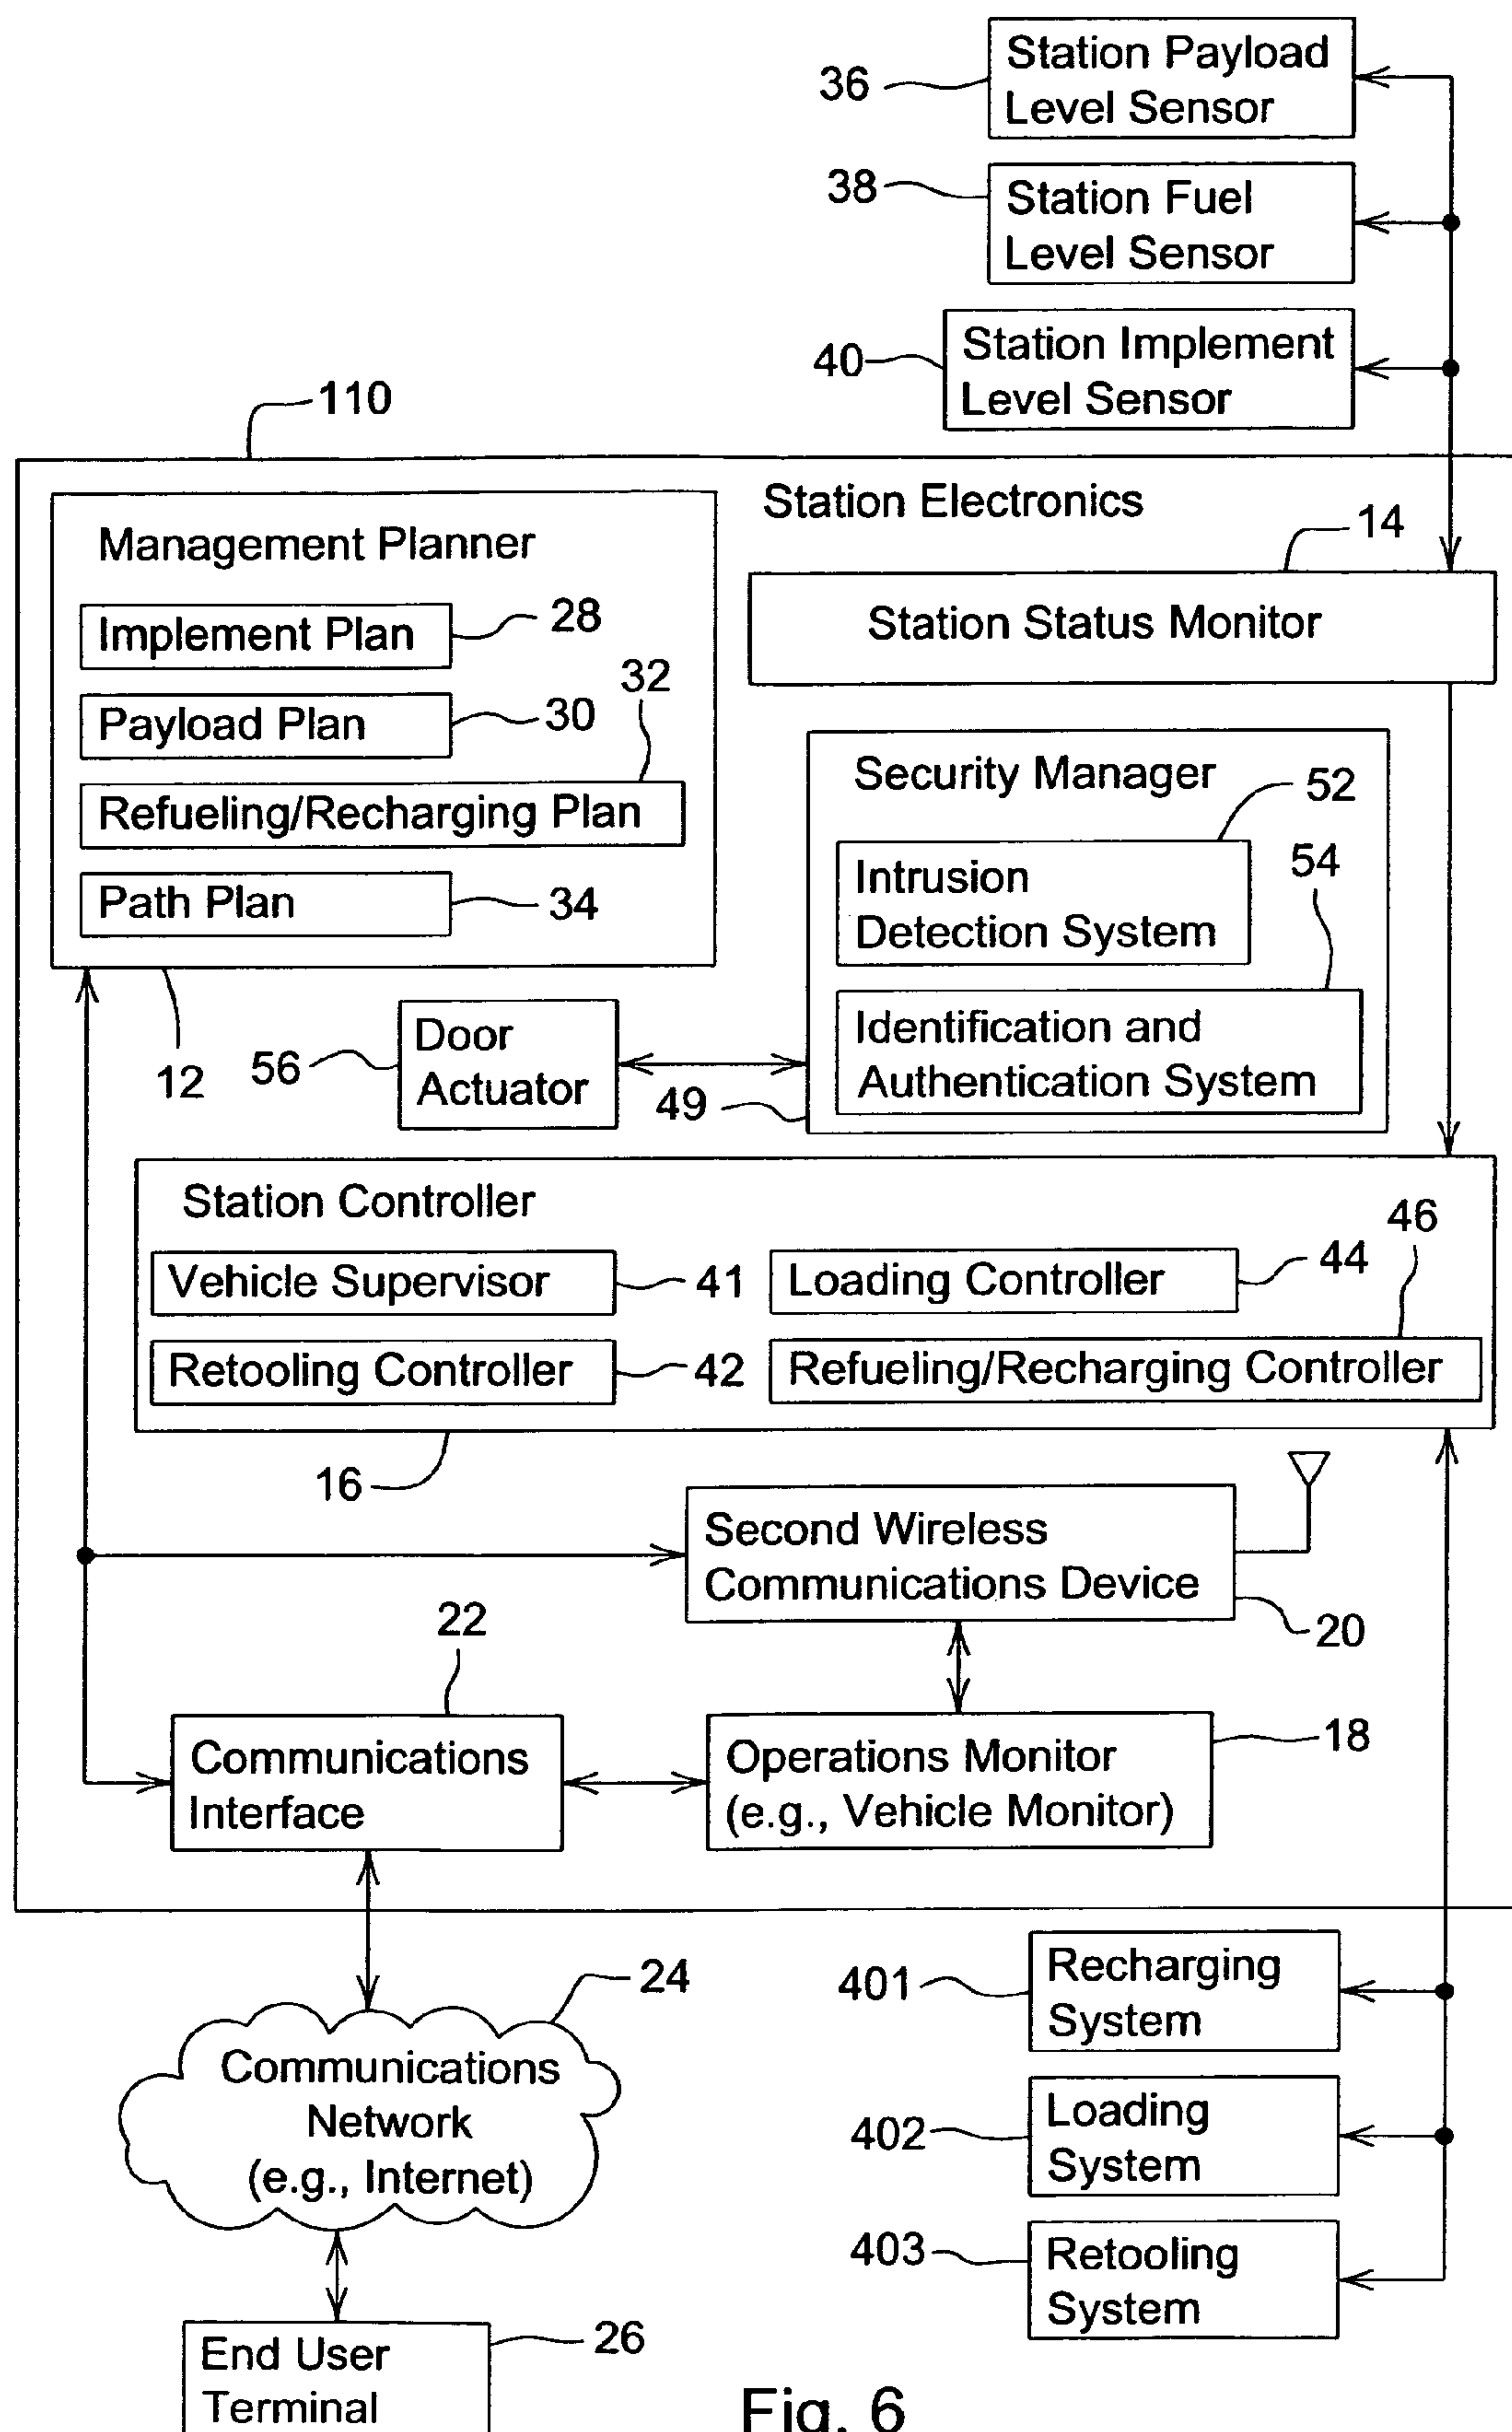 36
Station Payload
Level Sensor
38
Station Fuel
Level Sensor
40
Station Implement
Level Sensor
110
Station Electronics
14
Station Status Monitor
Management Planner
Implement Plan
28
Payload Plan
30
32
Refueling/Recharging Plan
Path Plan
34
12
Security Manager
52
Intrusion
Detection System
54
Identification and
Authentication System
49
56
Door
Actuator
Station Controller
Vehicle Supervisor
41
Loading Controller
44
46
Retooling Controller
42
Refueling/Recharging Controller
16
Second Wireless
Communications Device
20
22
Communications
Interface
Operations Monitor
(e.g., Vehicle Monitor)
18
24
Communications
Network
(e.g., Internet)
401
Recharging
System
402
Loading
System
403
Retooling
System
End User
Terminal
26
Fig. 6